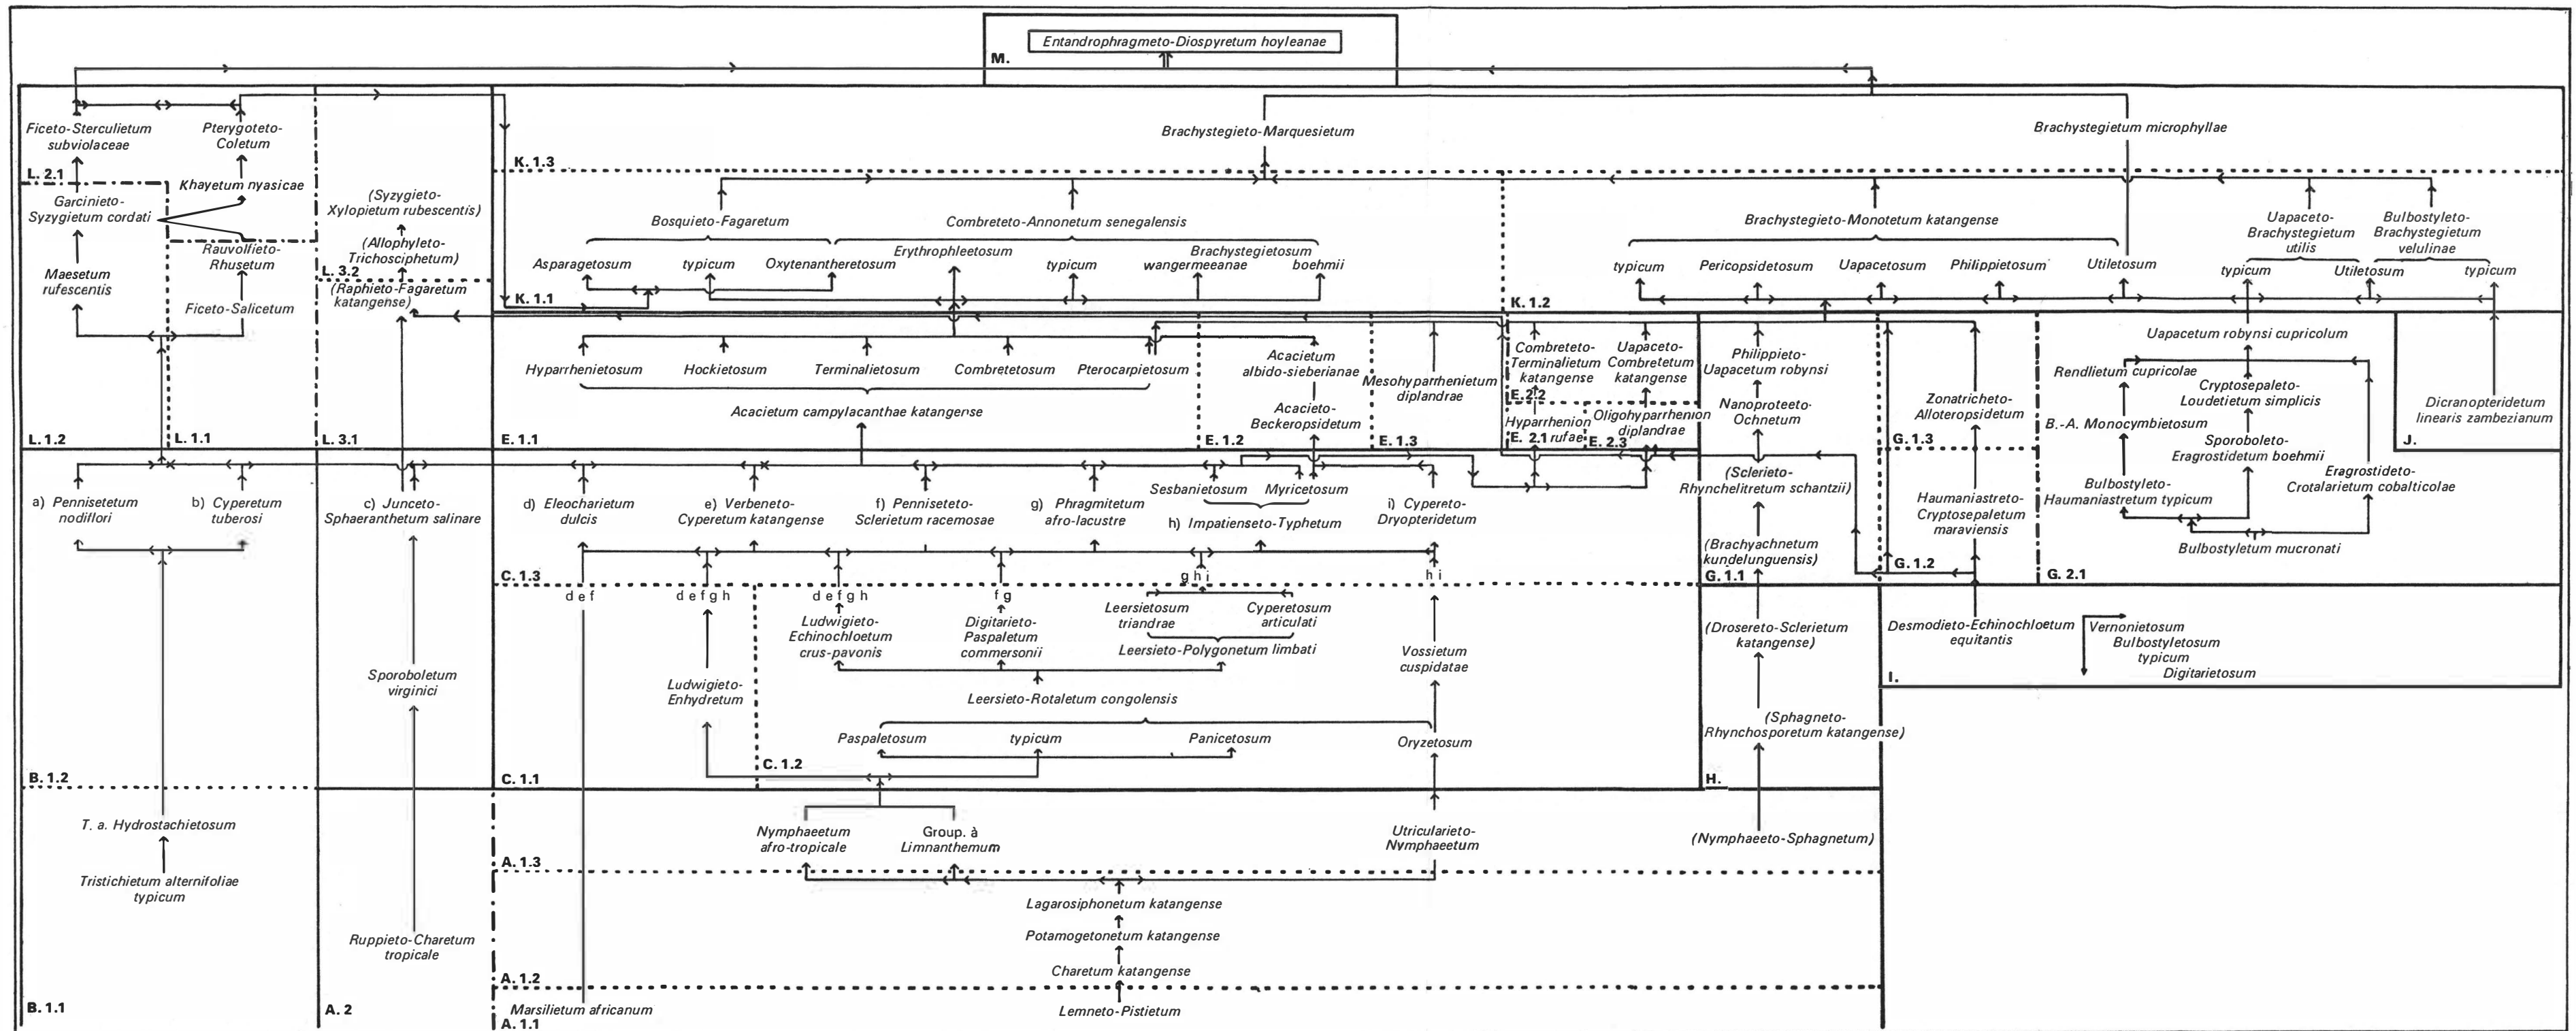 Entandrophragmeto-Diospyretum hoyleanae
M.
Ficeto-Sterculietum
subviolaceae
Pterygoteto-
Coletum
L. 2.1
Khayetum nyasicae
Garcinieto-
Syzygietum cordati
Rauvolfieto-
Rhusetum
Maesetum
rufescentis
Ficeto-Salicetum
L. 1.2
L. 1.1
(Syzygieto-
Xylopietum rubescentis)
(Allophyleto-
Trichosciphetum)
L. 3.2
(Raphieto-Fagaretum
katangense)
L. 3.1
Brachystegieto-Marquesietum
Brachystegietum microphyllae
K. 1.3
Bosquieto-Fagaretum
Combreteto-Annonetum senegalensis
Asparagetosum
typicum
Oxytenantheretosum
Erythrophleetosum
typicum
Brachystegietosum
wangermeeanae
boehmii
K. 1.1
Brachystegieto-Monotetum katangense
Uapaceto-
Brachystegietum
utilis
Bulbostyleto-
Brachystegietum
velulinae
typicum
Pericopsidetosum
Uapacetosum
Philippietosum
Utiletosum
typicum
Utiletosum
typicum
K. 1.2
Hyparrhenietosum
Hockietosum
Terminalietosum
Combretetosum
Pterocarpietosum
Acacietum campylacanthae katangense
E. 1.1
Acacietum
albido-sieberianae
Acacieto-
Beckeropsidetum
E. 1.2
Mesohyparrhenietum
diplandrae
E. 1.3
Combreteto-
Terminalietum
katangense
E.2.2
Uapaceto-
Combretetum
katangense
Hyparrhenion
rufae
E. 2.1
Oligohyparrhenion
diplandrae
E. 2.3
Philippieto-
Uapacetum robynsi
Nanoproteeto-
Ochnetum
(Sclerieto-
Rhynchelitretum schantzii)
(Brachyachnetum
kundelunguensis)
G. 1.1
Zonatricheto-
Alloteropsidetum
G. 1.3
Haumaniastreto-
Cryptosepaletum
maraviensis
G. 1.2
Uapacetum robynsi cupricolum
Rendlietum cupricolae
Cryptosepaleto-
Loudetietum simplicis
B.-A. Monocymbietosum
Sporoboleto-
Eragrostidetum boehmii
Bulbostyleto-
Haumaniastretum typicum
Eragrostideto-
Crotalarietum cobalticolae
Bulbostyletum mucronati
G. 2.1
Dicranopteridetum
linearis zambezianum
J.
a) Pennisetetum
nodiflori
b) Cyperetum
tuberosi
c) Junceto-
Sphaeranthetum salinare
d) Eleocharietum
dulcis
e) Verbeneto-
Cyperetum katangense
f) Penniseteto-
Sclerietum racemosae
g) Phragmitetum
afro-lacustre
Sesbanietosum
Myricetosum
h) Impatienseto-Typhetum
i) Cypereto-
Dryopteridetum
C. 1.3
d e f
d e f g h
d e f g h
f g
g h i
h i
Ludwigieto-
Echinochloetum
crus-pavonis
Digitarieto-
Paspaletum
commersonii
Leersietosum
triandrae
Cyperetosum
articulati
Leersieto-Polygonetum limbati
Vossietum
cuspidatae
Ludwigieto-
Enhydretum
Leersieto-Rotaletum congolensis
Paspaletosum
typicum
Panicetosum
Oryzetosum
C. 1.2
C. 1.1
(Drosereto-Sclerietum
katangense)
(Sphagneto-
Rhynchosporetum katangense)
H.
(Nymphaeeto-Sphagnetum)
Desmodieto-Echinochloetum
equitantis
Vernonietosum
Bulbostyletosum
typicum
Digitarietosum
I.
B. 1.2
T. a. Hydrostachietosum
Tristichietum alternifoliae
typicum
B. 1.1
Sporoboletum
virginici
Ruppieto-Charetum
tropicale
A. 2
Nymphaeetum
afro-tropicale
Group. à
Limnanthemum
Utricularieto-
Nymphaeetum
A. 1.3
Lagarosiphonetum katangense
Potamogetonetum katangense
Charetum katangense
A. 1.2
Marsilietum africanum
Lemneto-Pistietum
A. 1.1